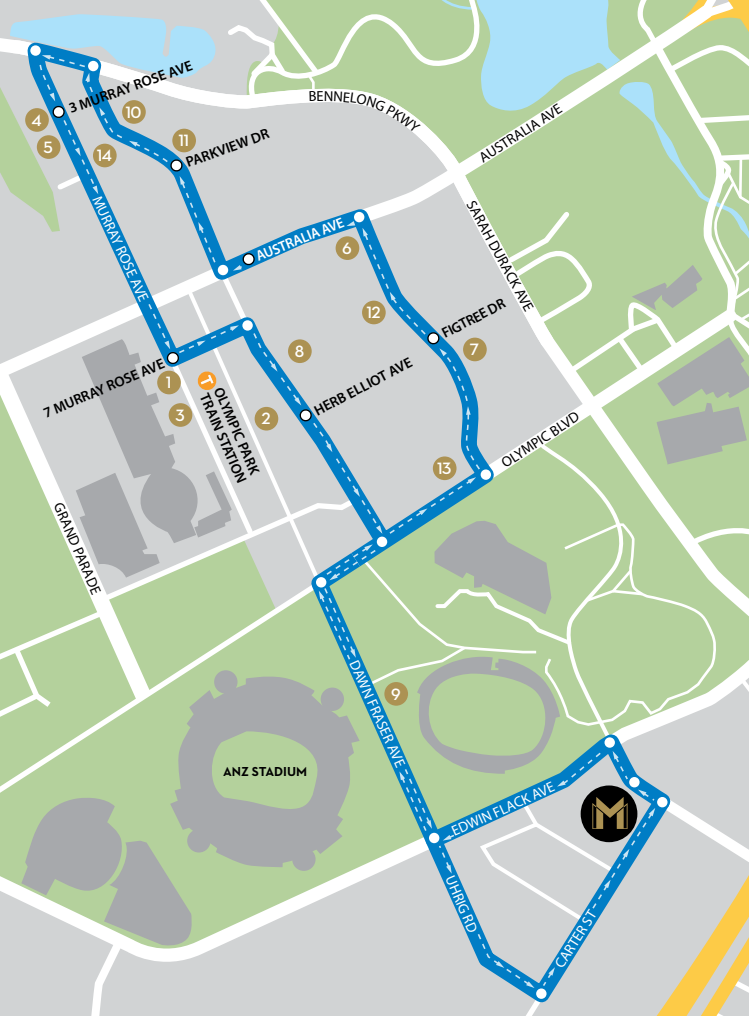 3 MURRAY ROSE AVE
4
10
BENNELONG PKWY
AUSTRALIA AVE
5
14
11
PARKVIEW DR
MURRAY ROSE AVE
SARAH DURACK AVE
AUSTRALIA AVE
6
12
FIGTREE DR
7
8
7 MURRAY ROSE AVE
1
T
HERB ELLIOT AVE
3
OLYMPIC PARK
TRAIN STATION
2
OLYMPIC BLVD
13
GRAND PARADE
DAWN FRASER AVE
9
ANZ STADIUM
EDWIN FLACK AVE
M
UHRIG RD
CARTER ST